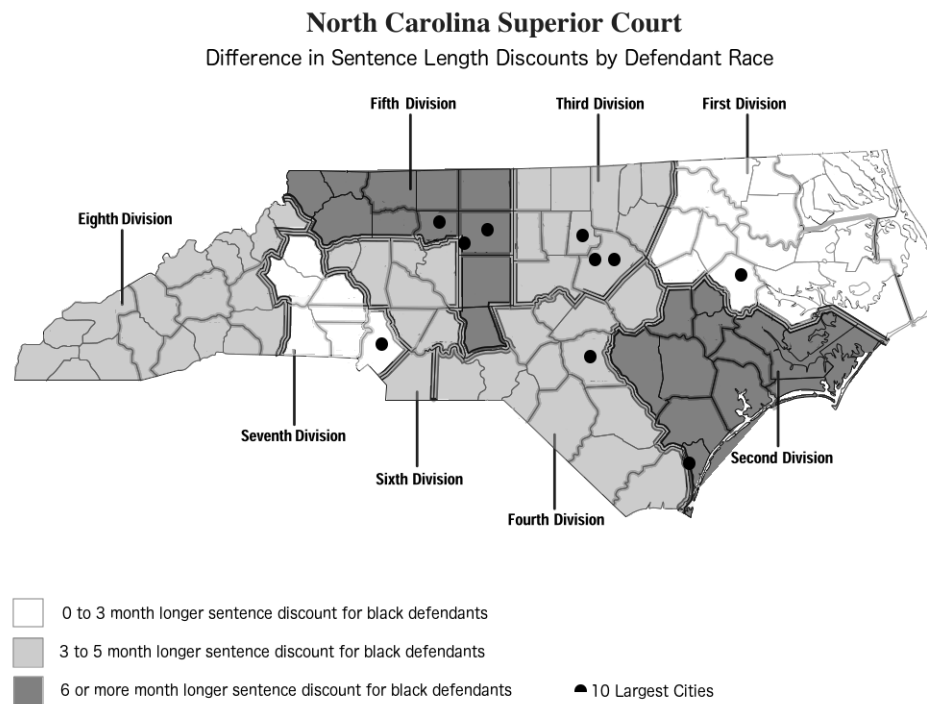 North Carolina Superior Court
Difference in Sentence Length Discounts by Defendant Race
Fifth Division
Third Division
First Division
Eighth Division
Seventh Division
Sixth Division
Second Division
Fourth Division
0 to 3 month longer sentence discount for black defendants
3 to 5 month longer sentence discount for black defendants
6 or more month longer sentence discount for black defendants
10 Largest Cities